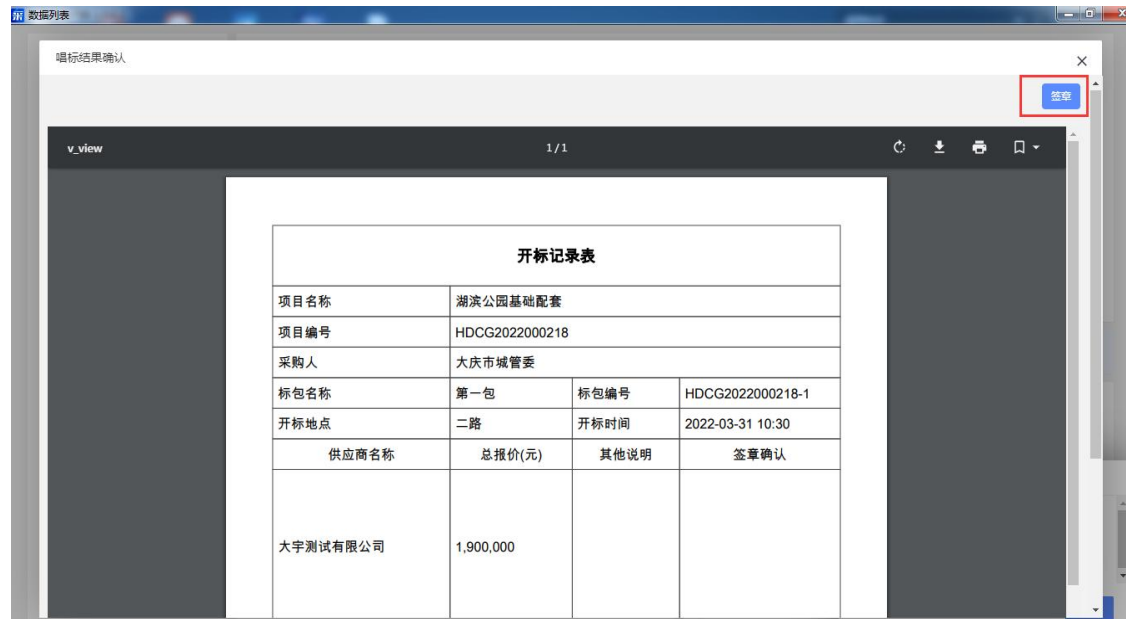 数据列表
唱标结果确认
签章
v_view 1/1
开标记录表
项目名称 湖滨公园基础配套
项目编号 HDCG2022000218
采购人 大庆市城管委
标包名称 第一包 标包编号 HDCG2022000218-1
开标地点 二路 开标时间 2022-03-31 10:30
供应商名称 总报价(元) 其他说明 签章确认
大宇测试有限公司 1,900,000